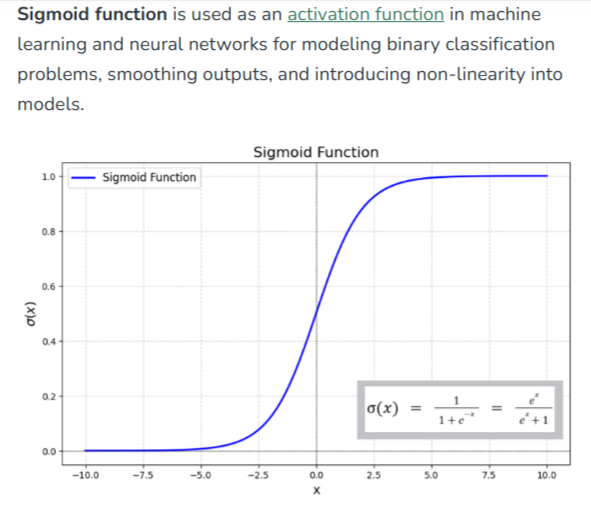 Sigmoid function is used as an activation function in machine
learning and neural networks for modeling binary classification
problems, smoothing outputs, and introducing non-linearity into
models.
Sigmoid Function
Sigmoid Function
1.0
0.8
0.6
0.4
0.2
0.0
σ(x)
σ(x) = 1/(1+e^-x) = e^x/(e^x+1)
−10.0 −7.5 −5.0 −2.5 0.0 2.5 5.0 7.5 10.0
x